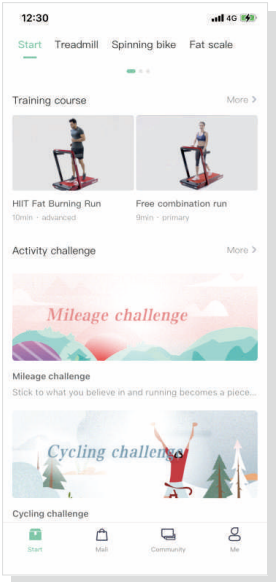 12:30 4G
Start Treadmill Spinning bike Fat scale
Training course More >
HIIT Fat Burning Run Free combination run
10min · advanced 9min · primary
Activity challenge More >
Mileage challenge
Mileage challenge
Stick to what you believe in and running becomes a piece...
Cycling challenge
Cycling challenge
Start Mall Community Me